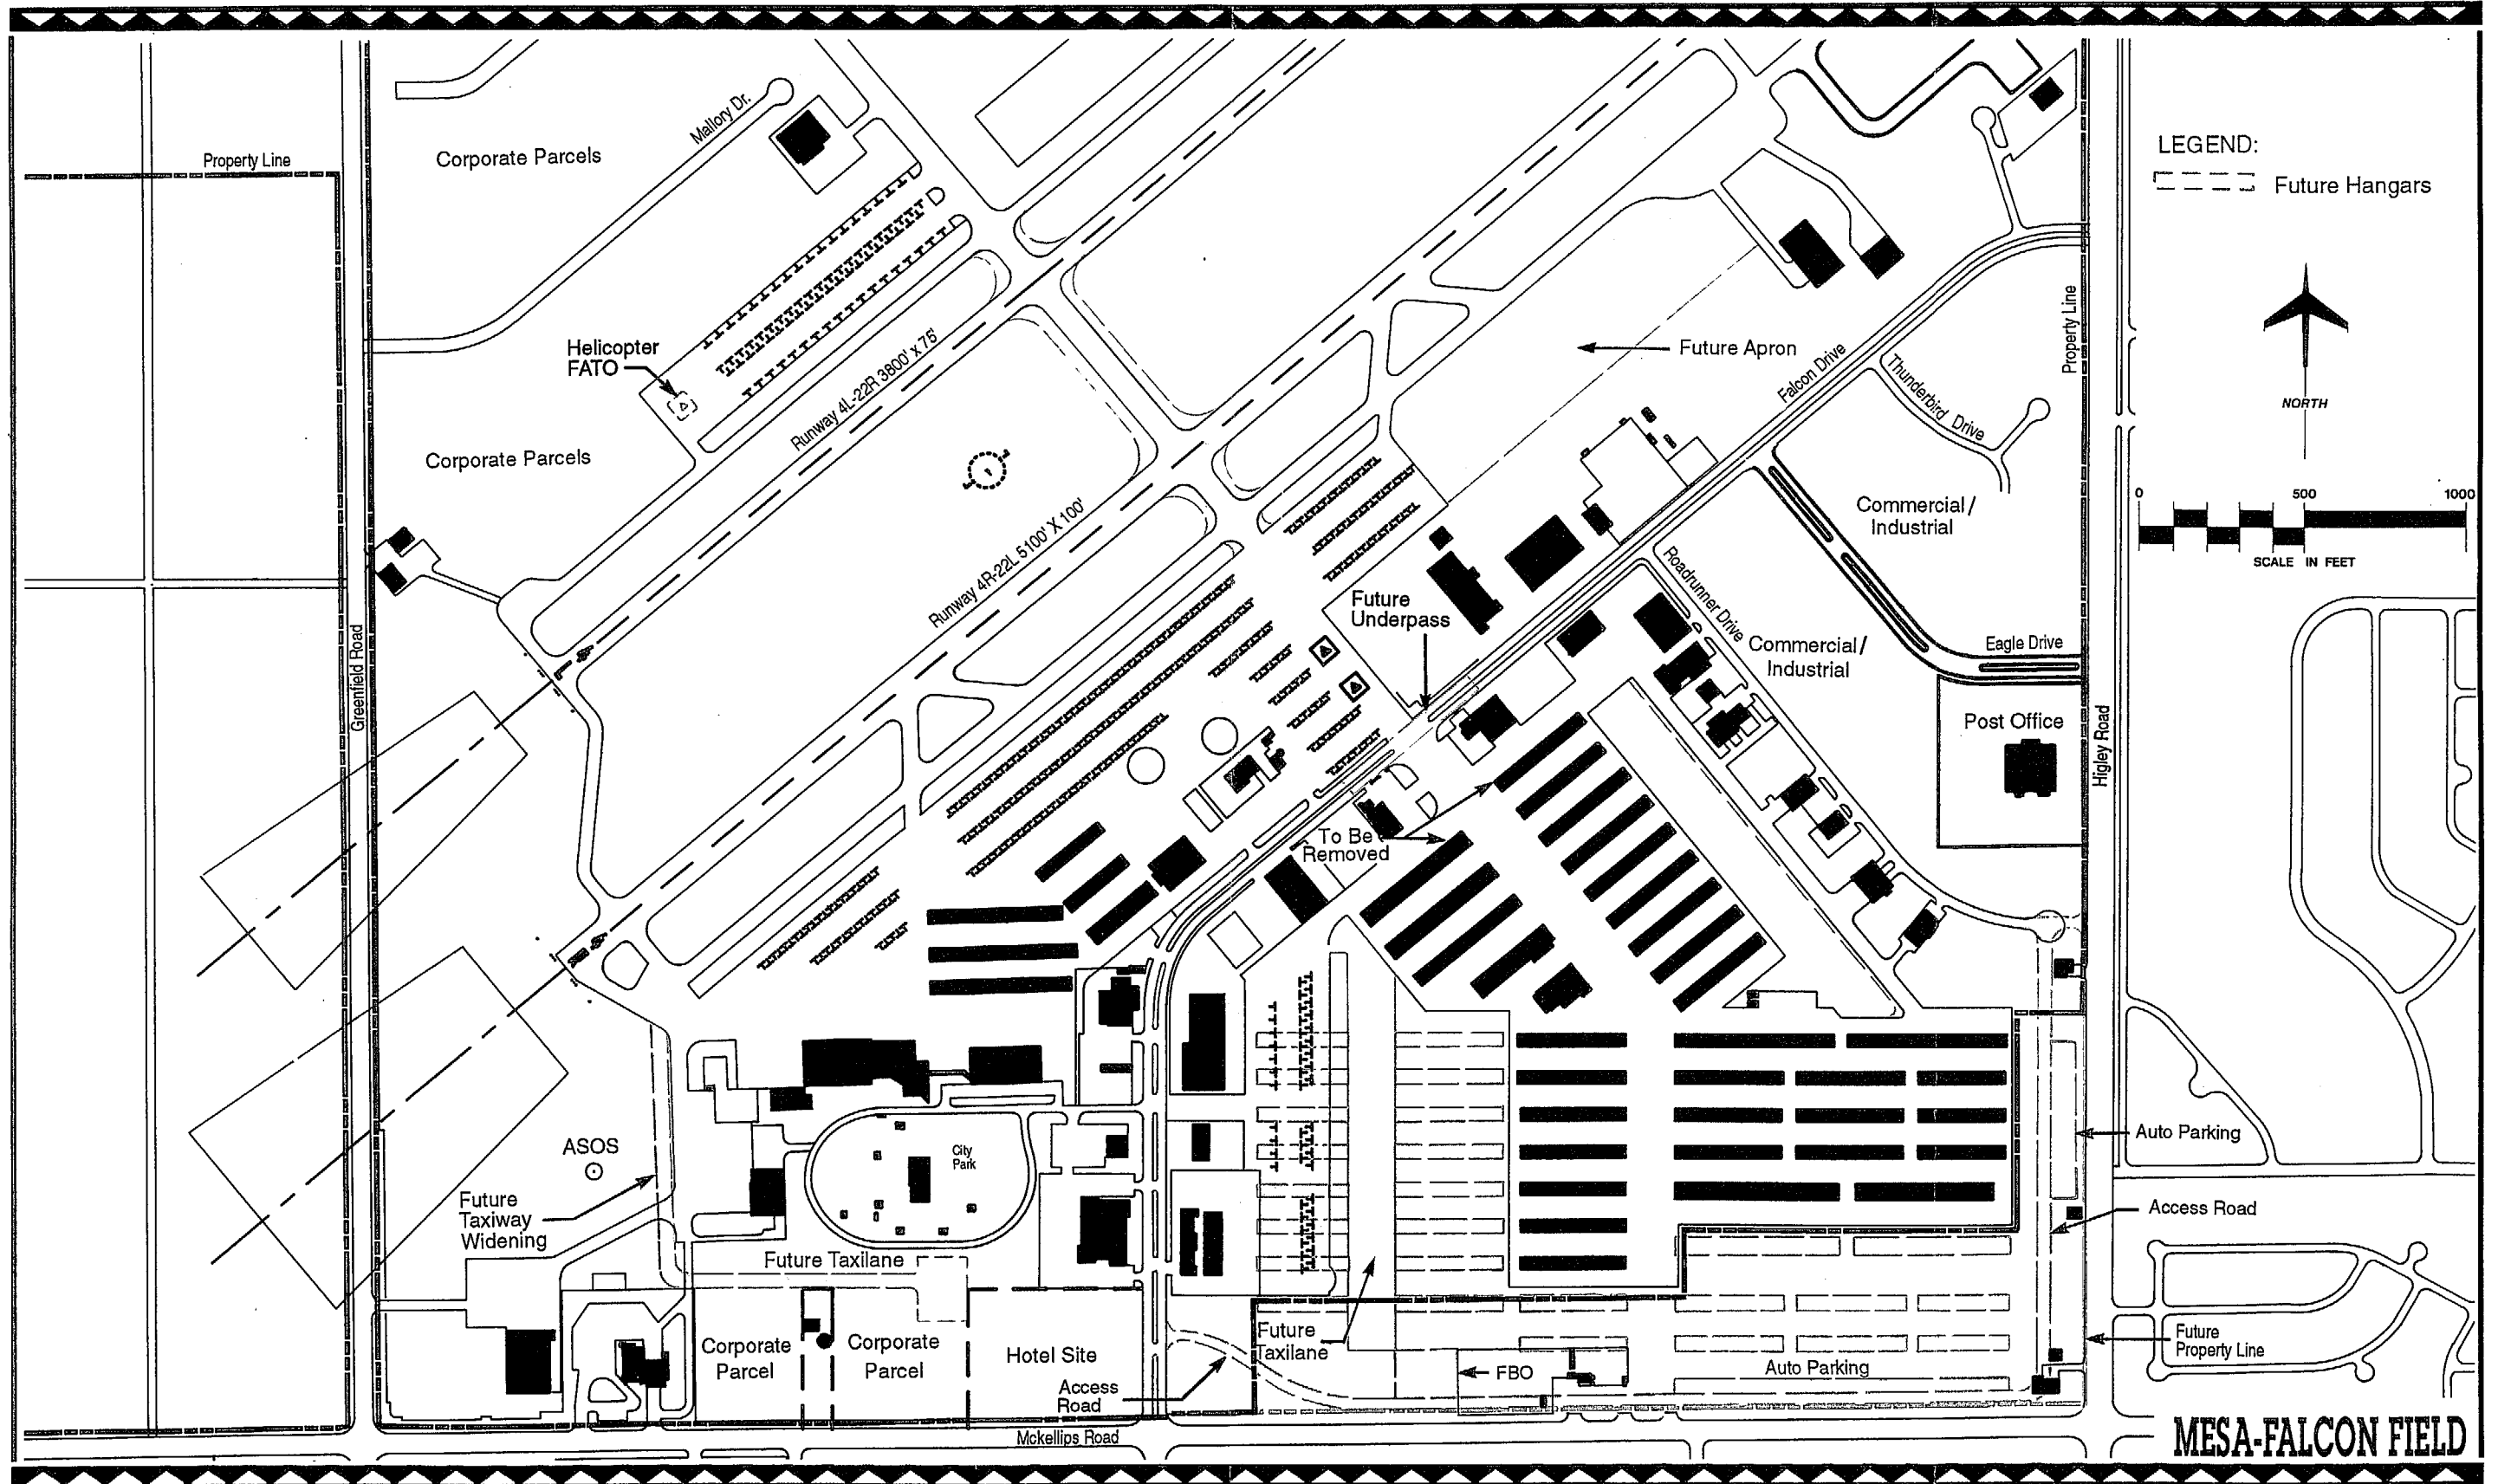 Mallory Dr.
Property Line
Corporate Parcels
LEGEND:
Future Hangars
Helicopter
FATO
Runway 4L-22R 3800' x 75'
Corporate Parcels
Future Apron
Falcon Drive
Thunderbird Drive
Property Line
NORTH
0 500 1000
SCALE IN FEET
Commercial/
Industrial
Runway 4R-22L 5100' X 100'
Roadrunner Drive
Future
Underpass
Commercial/
Industrial
Eagle Drive
Greenfield Road
Post Office
Higley Road
To Be
Removed
ASOS
City
Park
Auto Parking
Future
Taxiway
Widening
Access Road
Future Taxilane
Corporate
Parcel
Corporate
Parcel
Hotel Site
Future
Taxilane
Future
Property Line
Access
Road
FBO
Auto Parking
Mckellips Road
MESA-FALCON FIELD